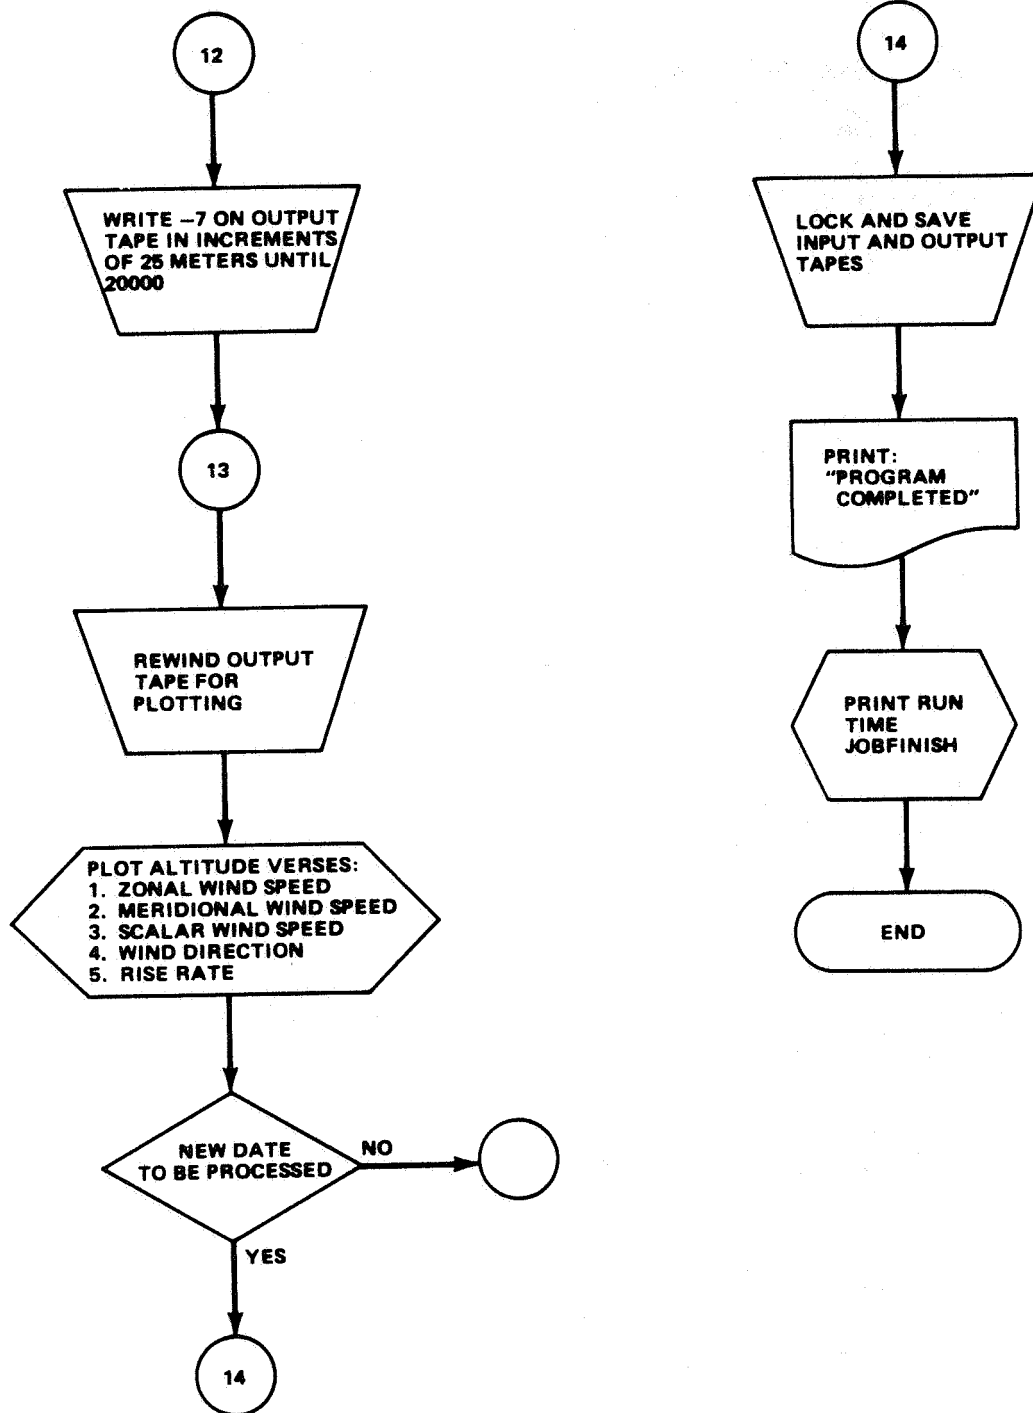 12
WRITE –7 ON OUTPUT
TAPE IN INCREMENTS
OF 25 METERS UNTIL
20000
13
REWIND OUTPUT
TAPE FOR
PLOTTING
PLOT ALTITUDE VERSES:
1. ZONAL WIND SPEED
2. MERIDIONAL WIND SPEED
3. SCALAR WIND SPEED
4. WIND DIRECTION
5. RISE RATE
NEW DATE
TO BE PROCESSED
NO
YES
14
14
LOCK AND SAVE
INPUT AND OUTPUT
TAPES
PRINT:
"PROGRAM
COMPLETED"
PRINT RUN
TIME
JOBFINISH
END